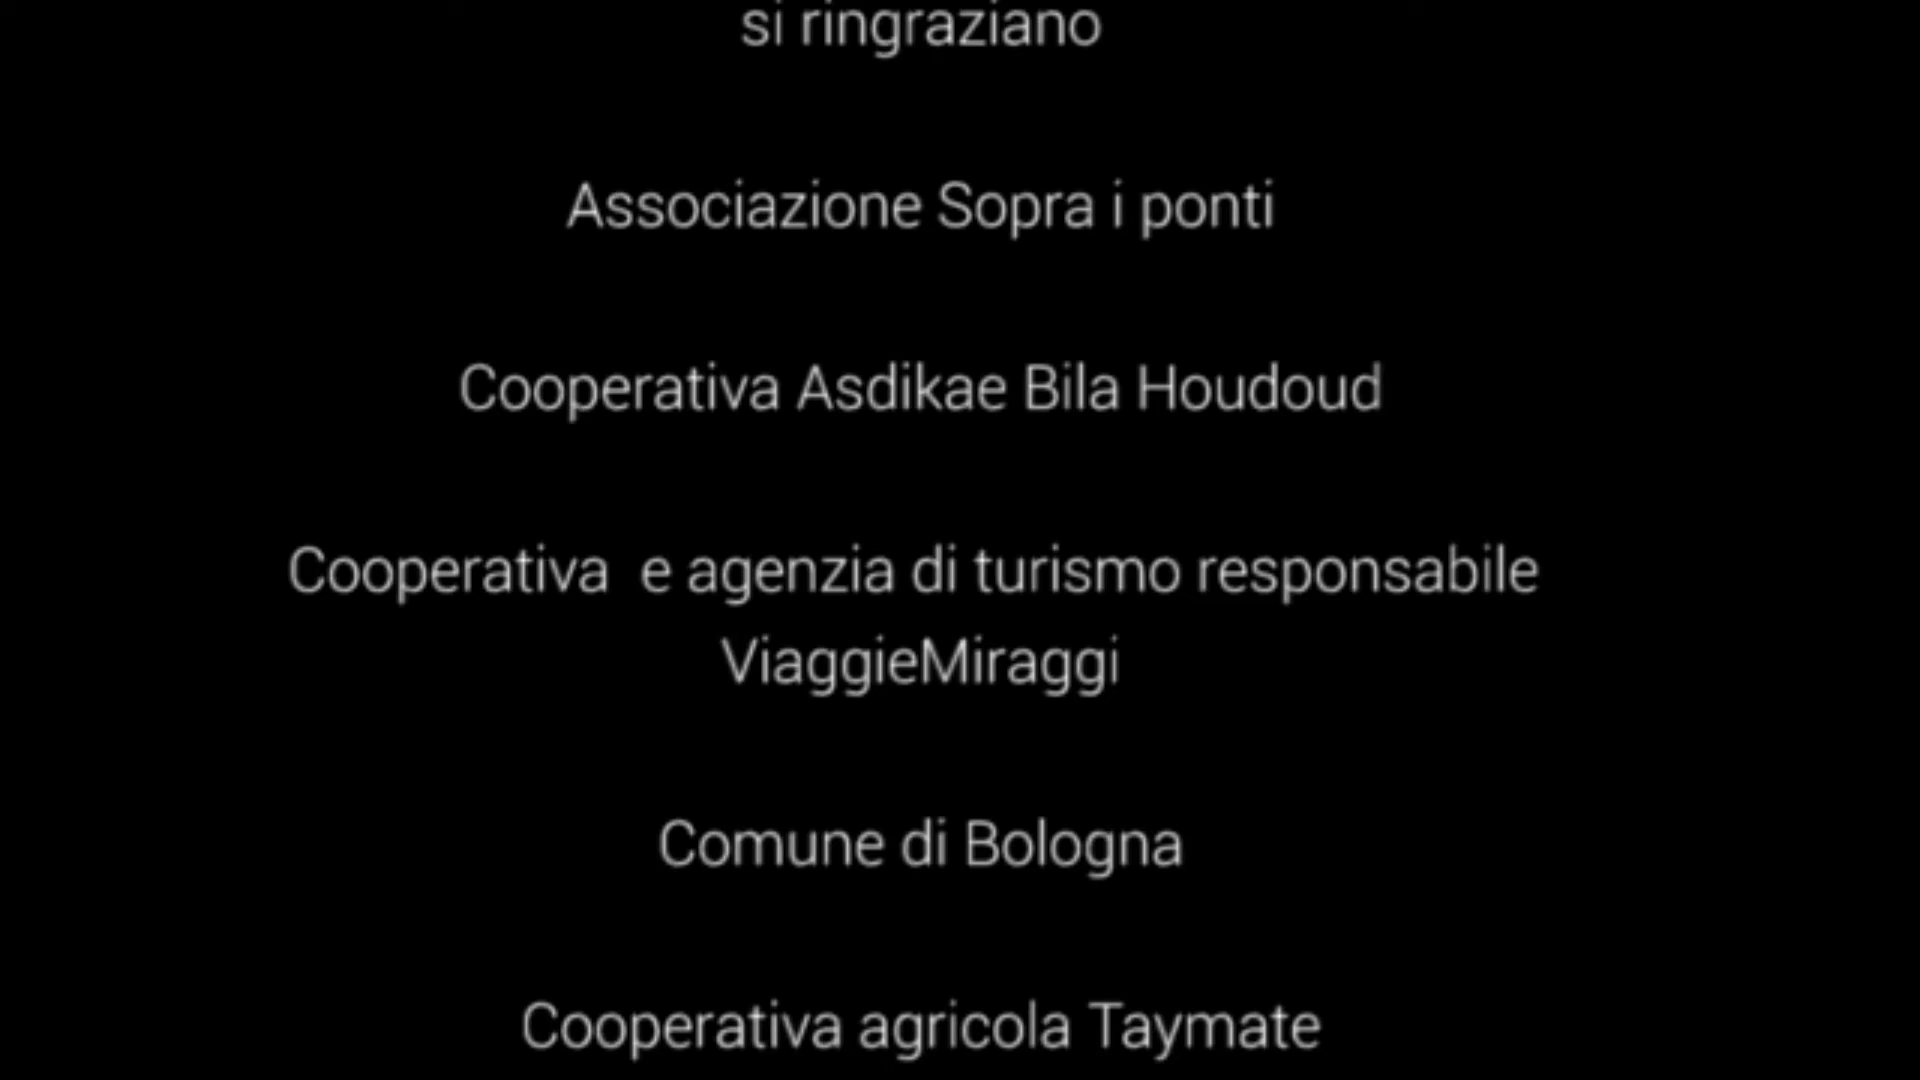 si ringraziano
Associazione Sopra i ponti
Cooperativa Asdikae Bila Houdoud
Cooperativa  e agenzia di turismo responsabile
ViaggieMiraggi
Comune di Bologna
Cooperativa agricola Taymate